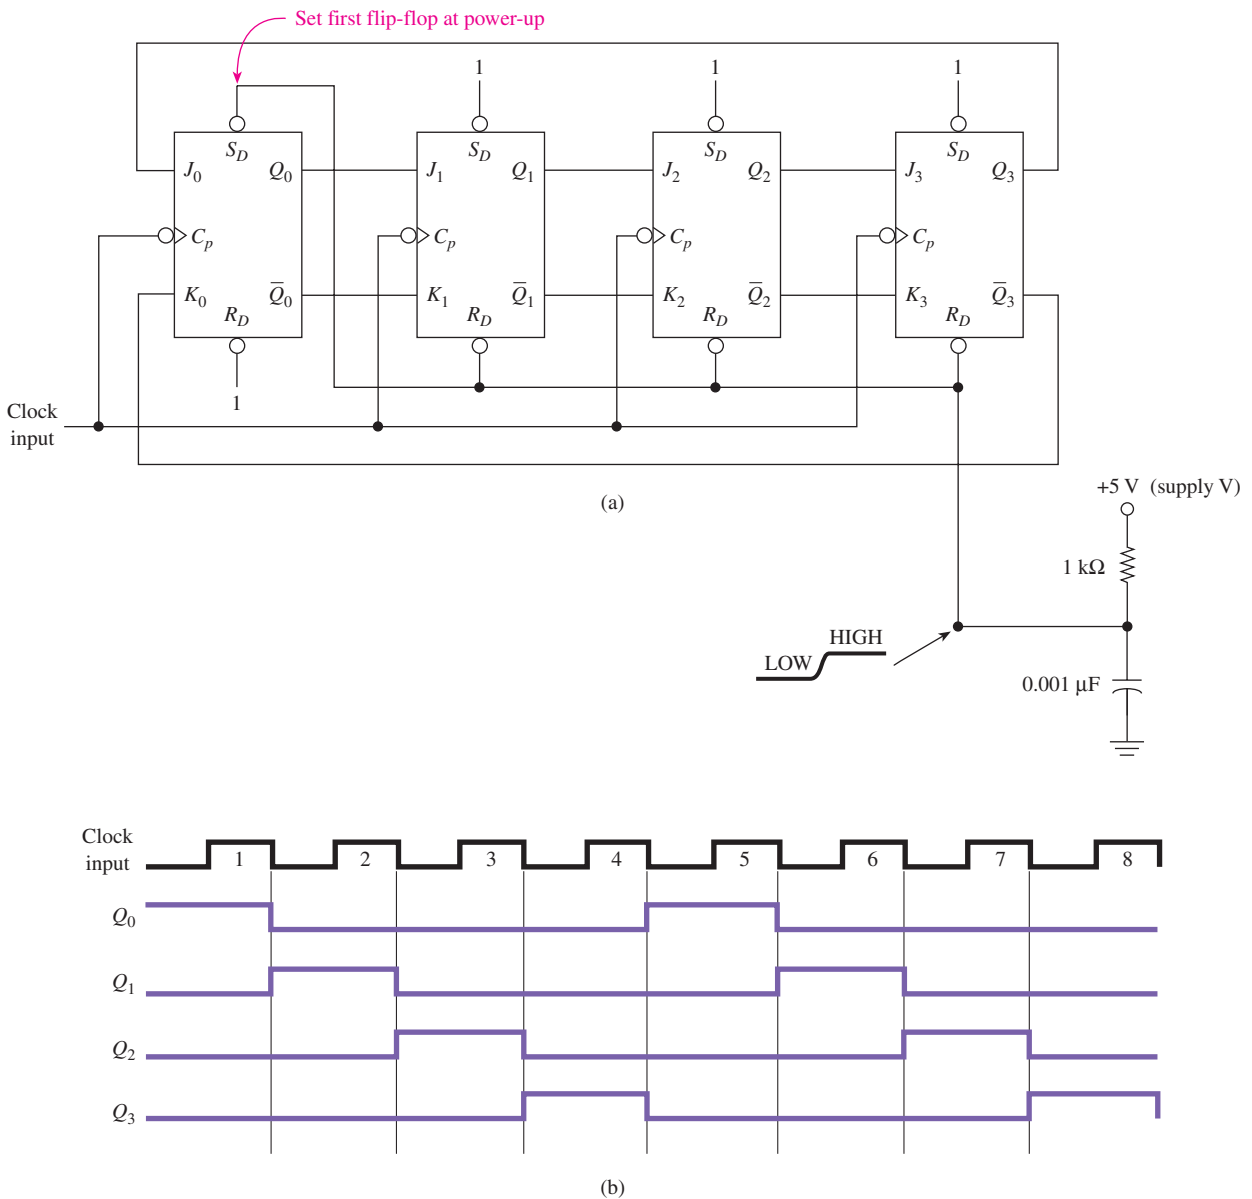 Set first flip-flop at power-up
1 1 1
S_D S_D S_D S_D
J_0 Q_0 J_1 Q_1 J_2 Q_2 J_3 Q_3
C_p C_p C_p C_p
K_0 Q̅_0 K_1 Q̅_1 K_2 Q̅_2 K_3 Q̅_3
R_D R_D R_D R_D
1
Clock
input
(a)
+5 V (supply V)
1 kΩ
HIGH
LOW
0.001 μF
Clock
input
1 2 3 4 5 6 7 8
Q_0
Q_1
Q_2
Q_3
(b)